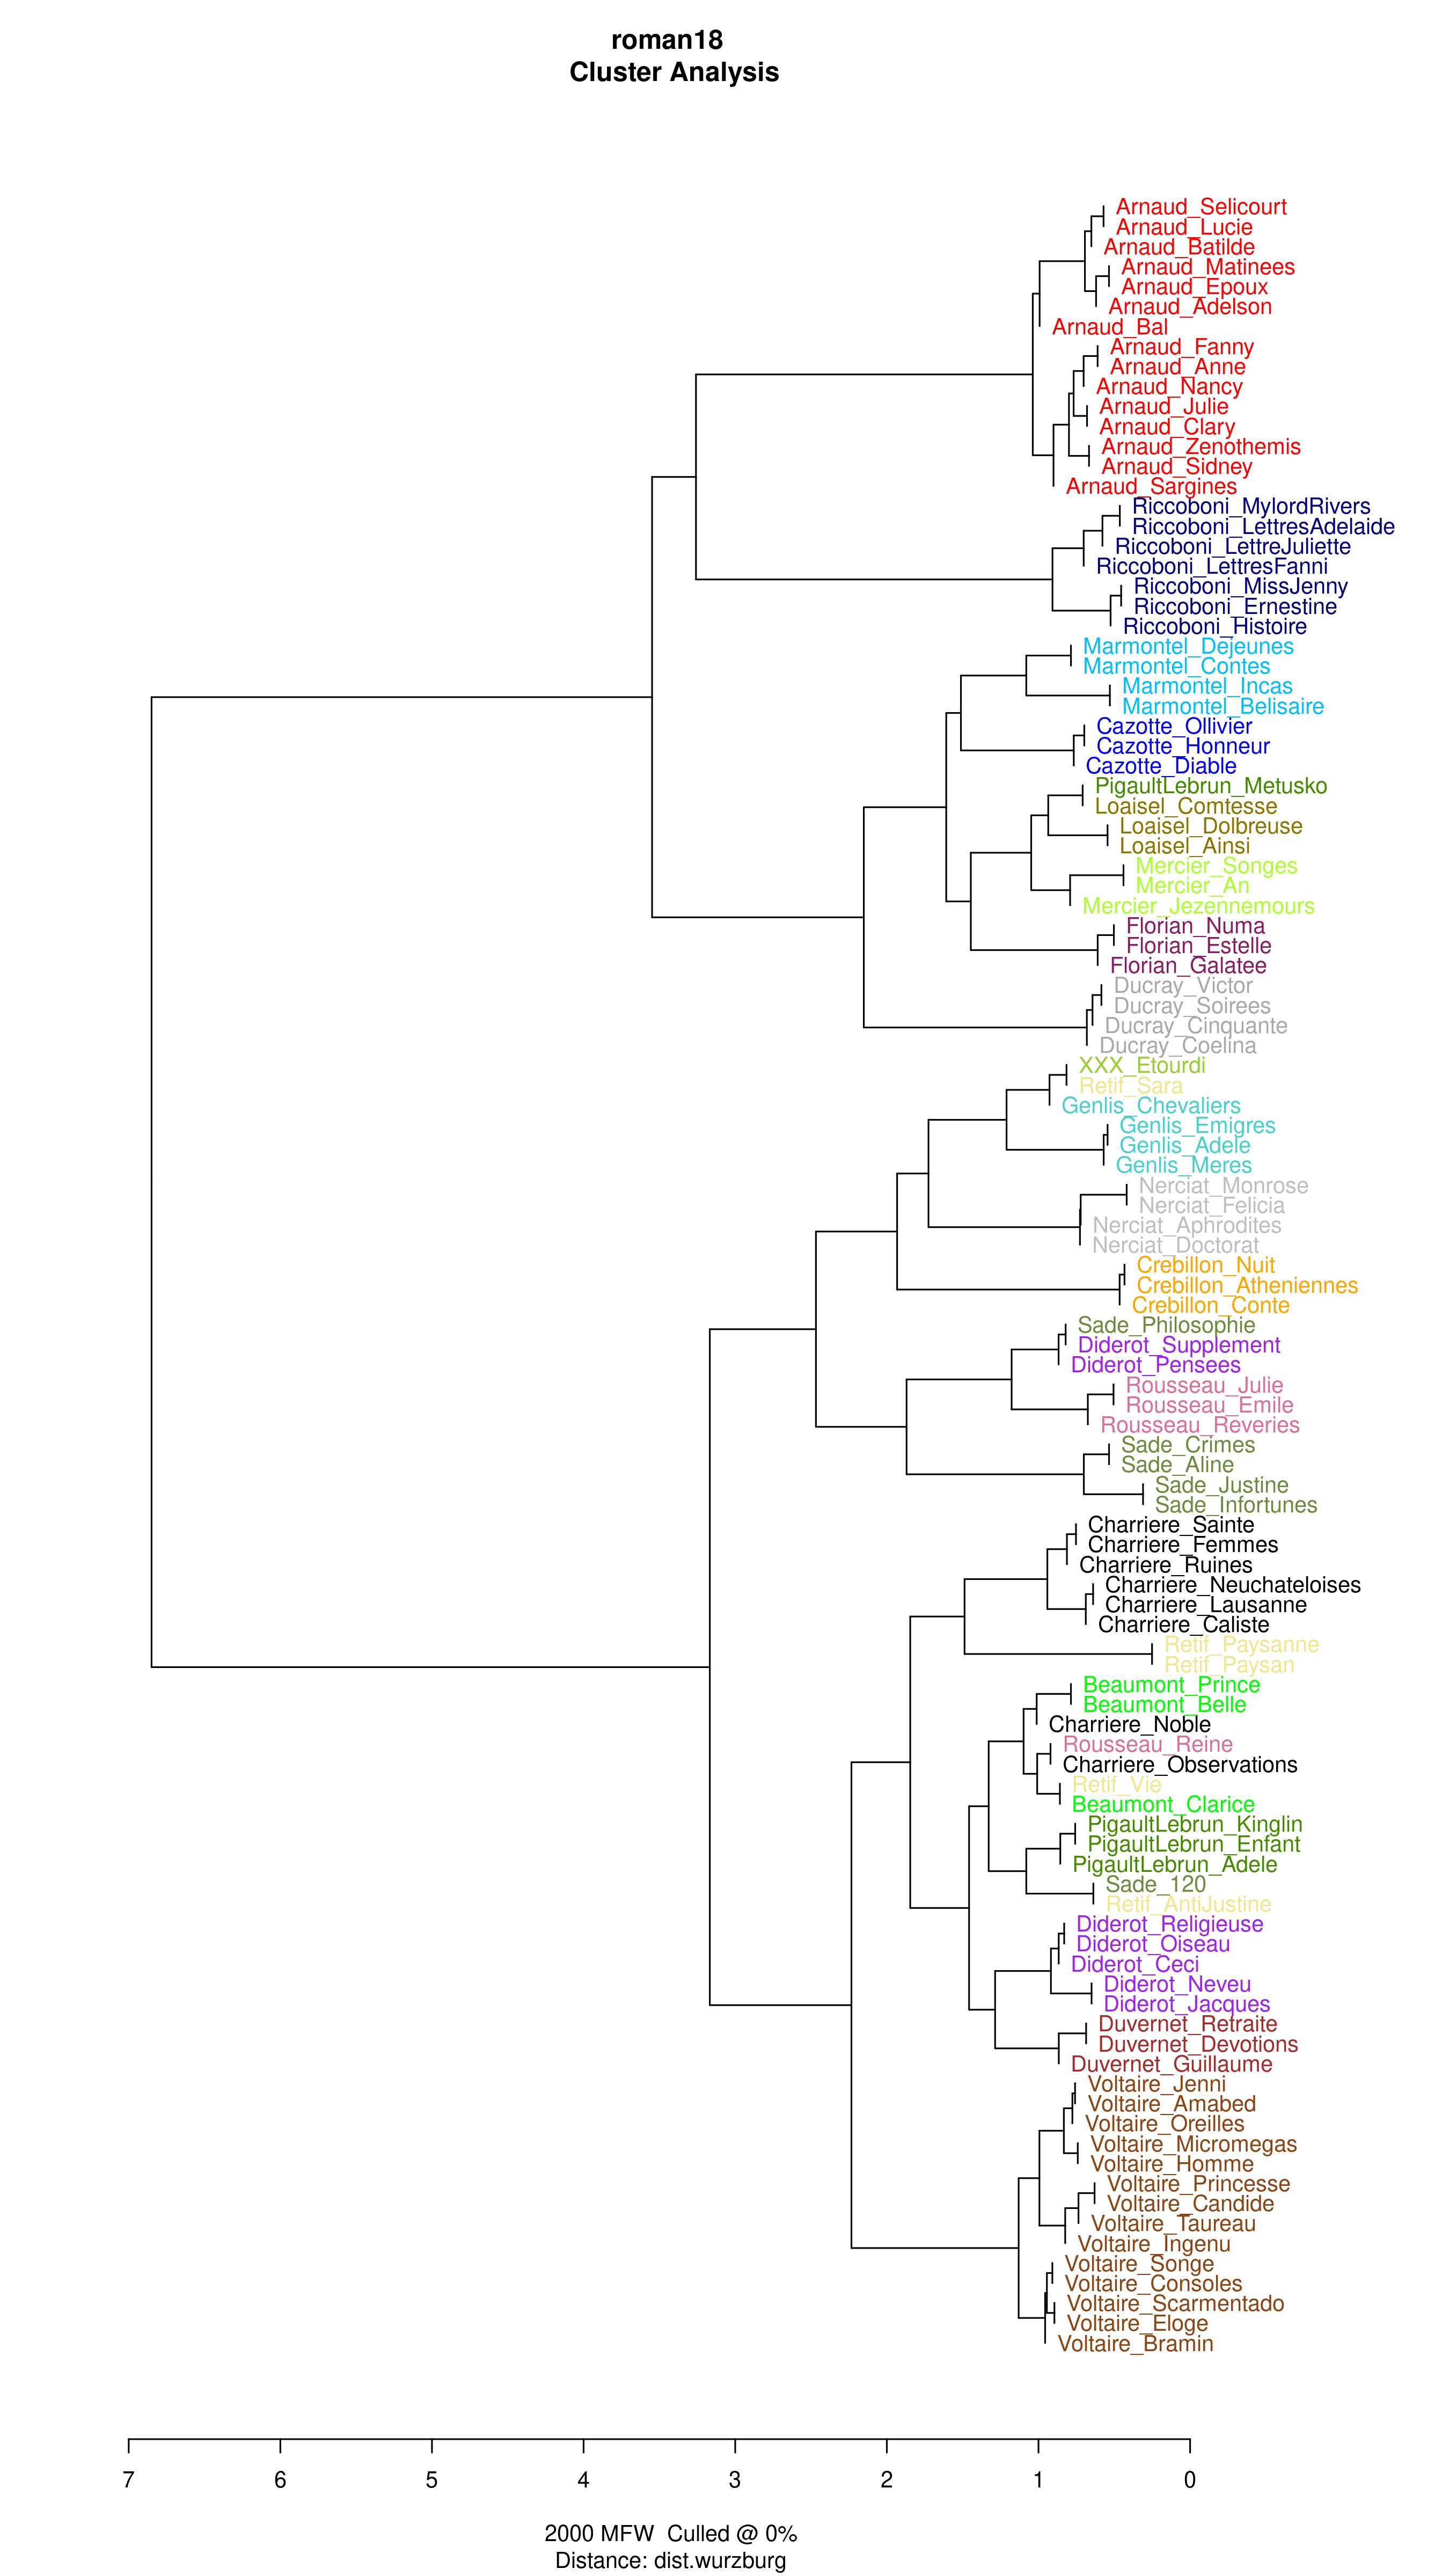 roman18
Cluster Analysis
Arnaud_Selicourt
Arnaud_Lucie
Arnaud_Batilde
Arnaud_Matinees
Arnaud_Epoux
Arnaud_Adelson
Arnaud_Bal
Arnaud_Fanny
Arnaud_Anne
Arnaud_Nancy
Arnaud_Julie
Arnaud_Clary
Arnaud_Zenothemis
Arnaud_Sidney
Arnaud_Sargines
Riccoboni_MylordRivers
Riccoboni_LettresAdelaide
Riccoboni_LettreJuliette
Riccoboni_LettresFanni
Riccoboni_MissJenny
Riccoboni_Ernestine
Riccoboni_Histoire
Marmontel_Dejeunes
Marmontel_Contes
Marmontel_Incas
Marmontel_Belisaire
Cazotte_Ollivier
Cazotte_Honneur
Cazotte_Diable
PigaultLebrun_Metusko
Loaisel_Comtesse
Loaisel_Dolbreuse
Loaisel_Ainsi
Mercier_Songes
Mercier_An
Mercier_Jezennemours
Florian_Numa
Florian_Estelle
Florian_Galatee
Ducray_Victor
Ducray_Soirees
Ducray_Cinquante
Ducray_Coelina
XXX_Etourdi
Retif_Sara
Genlis_Chevaliers
Genlis_Emigres
Genlis_Adele
Genlis_Meres
Nerciat_Monrose
Nerciat_Felicia
Nerciat_Aphrodites
Nerciat_Doctorat
Crebillon_Nuit
Crebillon_Atheniennes
Crebillon_Conte
Sade_Philosophie
Diderot_Supplement
Diderot_Pensees
Rousseau_Julie
Rousseau_Emile
Rousseau_Reveries
Sade_Crimes
Sade_Aline
Sade_Justine
Sade_Infortunes
Charriere_Sainte
Charriere_Femmes
Charriere_Ruines
Charriere_Neuchateloises
Charriere_Lausanne
Charriere_Caliste
Retif_Paysanne
Retif_Paysan
Beaumont_Prince
Beaumont_Belle
Charriere_Noble
Rousseau_Reine
Charriere_Observations
Retif_Vie
Beaumont_Clarice
PigaultLebrun_Kinglin
PigaultLebrun_Enfant
PigaultLebrun_Adele
Sade_120
Retif_AntiJustine
Diderot_Religieuse
Diderot_Oiseau
Diderot_Ceci
Diderot_Neveu
Diderot_Jacques
Duvernet_Retraite
Duvernet_Devotions
Duvernet_Guillaume
Voltaire_Jenni
Voltaire_Amabed
Voltaire_Oreilles
Voltaire_Micromegas
Voltaire_Homme
Voltaire_Princesse
Voltaire_Candide
Voltaire_Taureau
Voltaire_Ingenu
Voltaire_Songe
Voltaire_Consoles
Voltaire_Scarmentado
Voltaire_Eloge
Voltaire_Bramin
7 6 5 4 3 2 1 0
2000 MFW  Culled @ 0%
Distance: dist.wurzburg